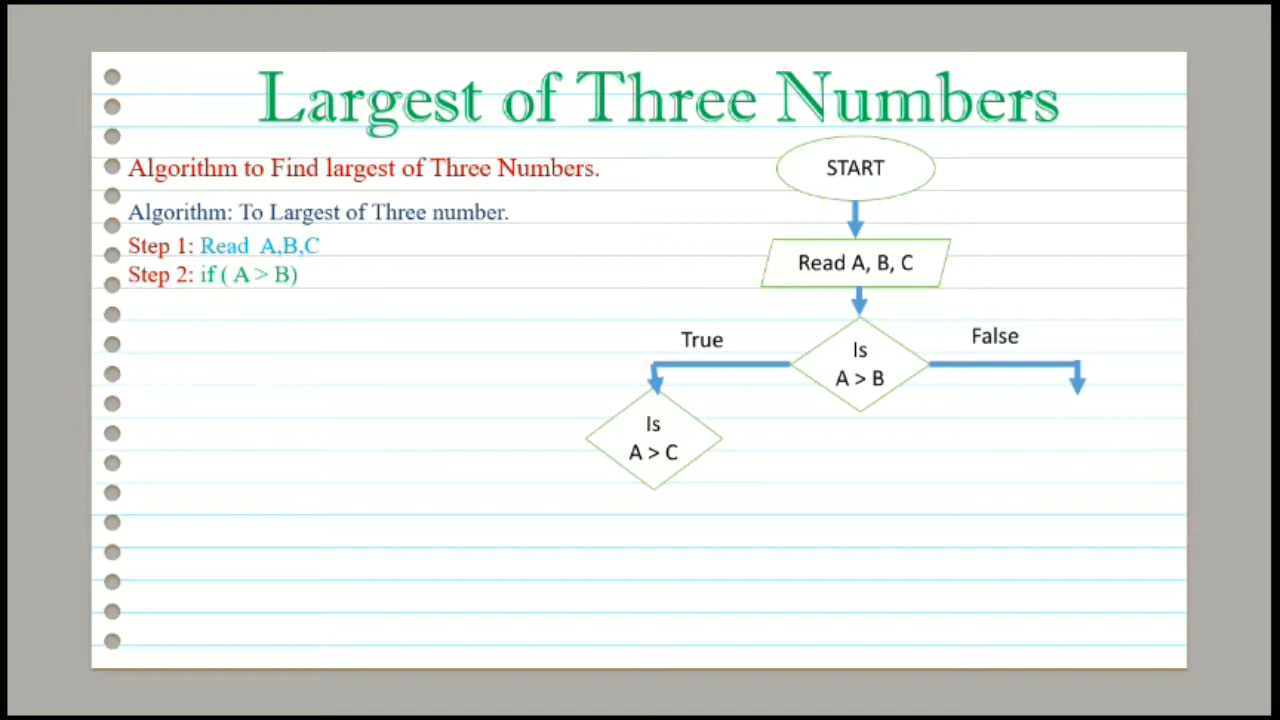 Largest of Three Numbers
Algorithm to Find largest of Three Numbers.
Algorithm: To Largest of Three number.
Step 1: Read A,B,C
Step 2: if ( A > B)
START
Read A, B, C
Is
A > B
True
False
Is
A > C